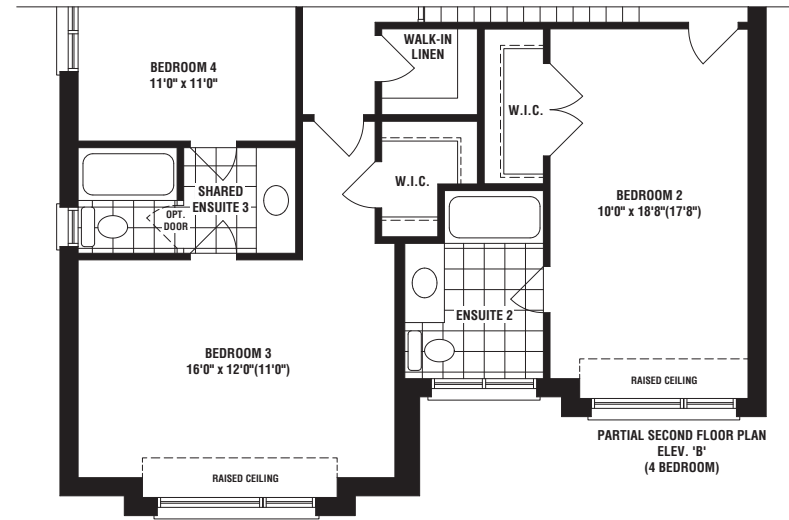 WALK-IN
LINEN
BEDROOM 4
11'0" x 11'0"
W.I.C.
W.I.C.
SHARED
ENSUITE 3
OPT.
DOOR
BEDROOM 2
10'0" x 18'8"(17'8")
ENSUITE 2
BEDROOM 3
16'0" x 12'0"(11'0")
RAISED CEILING
RAISED CEILING
PARTIAL SECOND FLOOR PLAN
ELEV. 'B'
(4 BEDROOM)